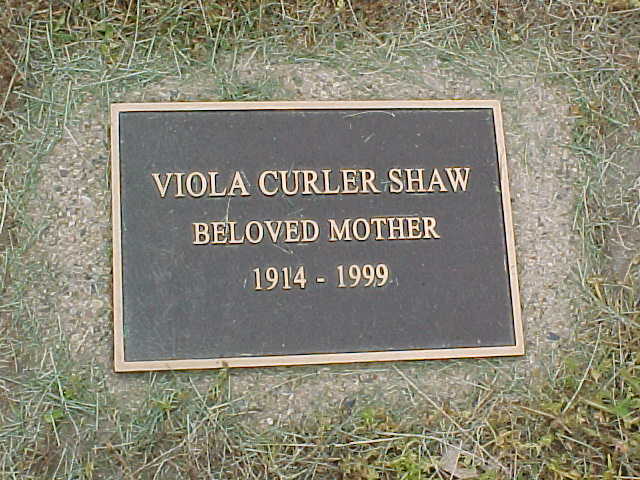 VIOLA CURLER SHAW
BELOVED MOTHER
1914 - 1999